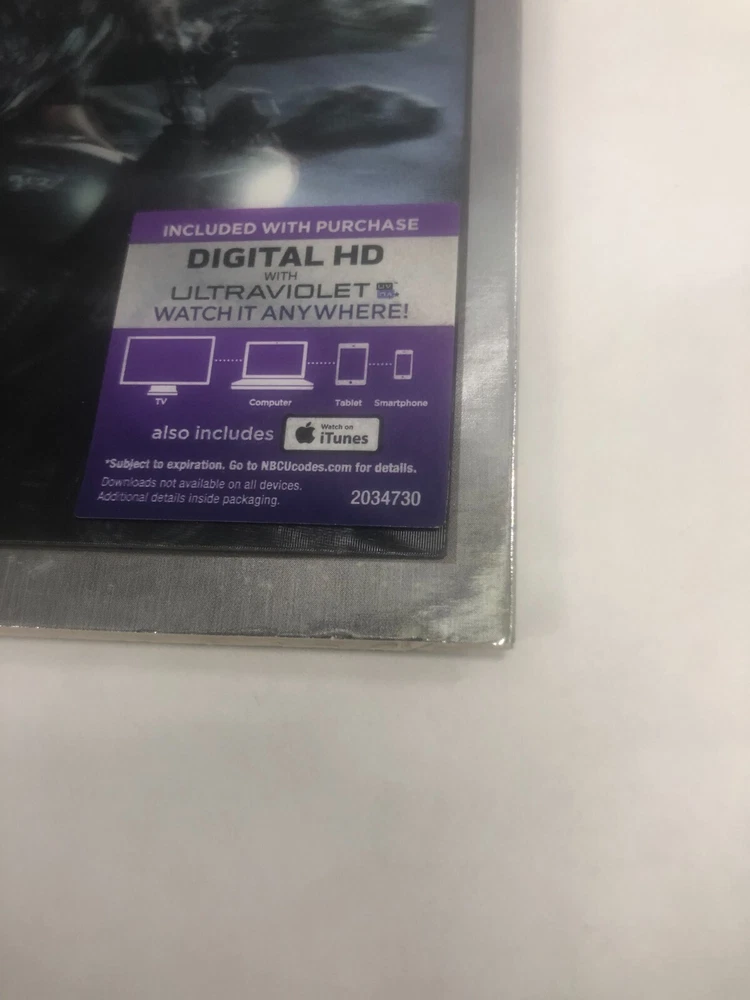 INCLUDED WITH PURCHASE
DIGITAL HD
WITH
ULTRAVIOLET
WATCH IT ANYWHERE!
TV
Computer
Tablet
Smartphone
also includes
Watch on
iTunes
*Subject to expiration. Go to NBCUcodes.com for details.
Downloads not available on all devices.
Additional details inside packaging.
2034730